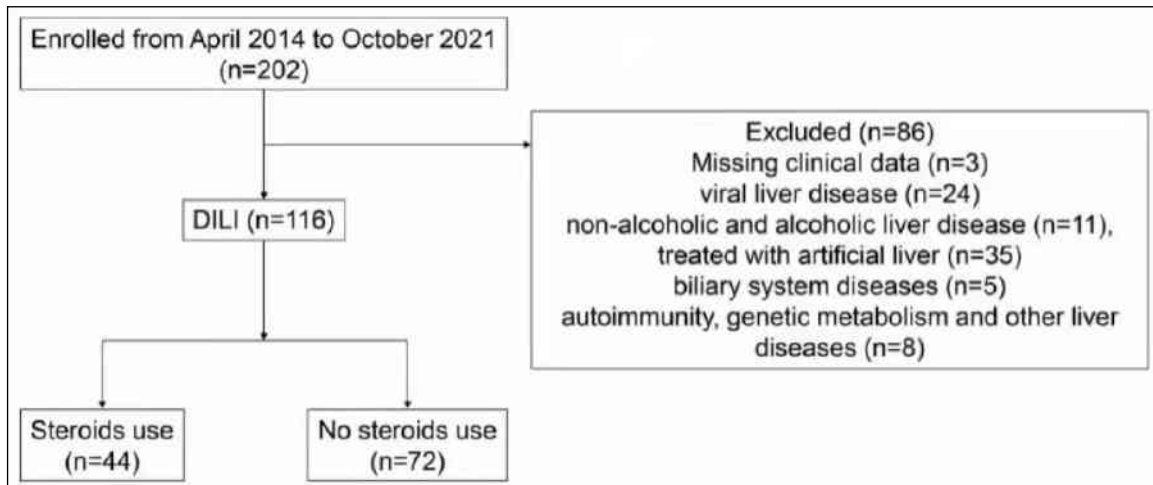 Enrolled from April 2014 to October 2021
(n=202)
Excluded (n=86)
Missing clinical data (n=3)
viral liver disease (n=24)
non-alcoholic and alcoholic liver disease (n=11),
treated with artificial liver (n=35)
biliary system diseases (n=5)
autoimmunity, genetic metabolism and other liver
diseases (n=8)
DILI (n=116)
Steroids use
(n=44)
No steroids use
(n=72)